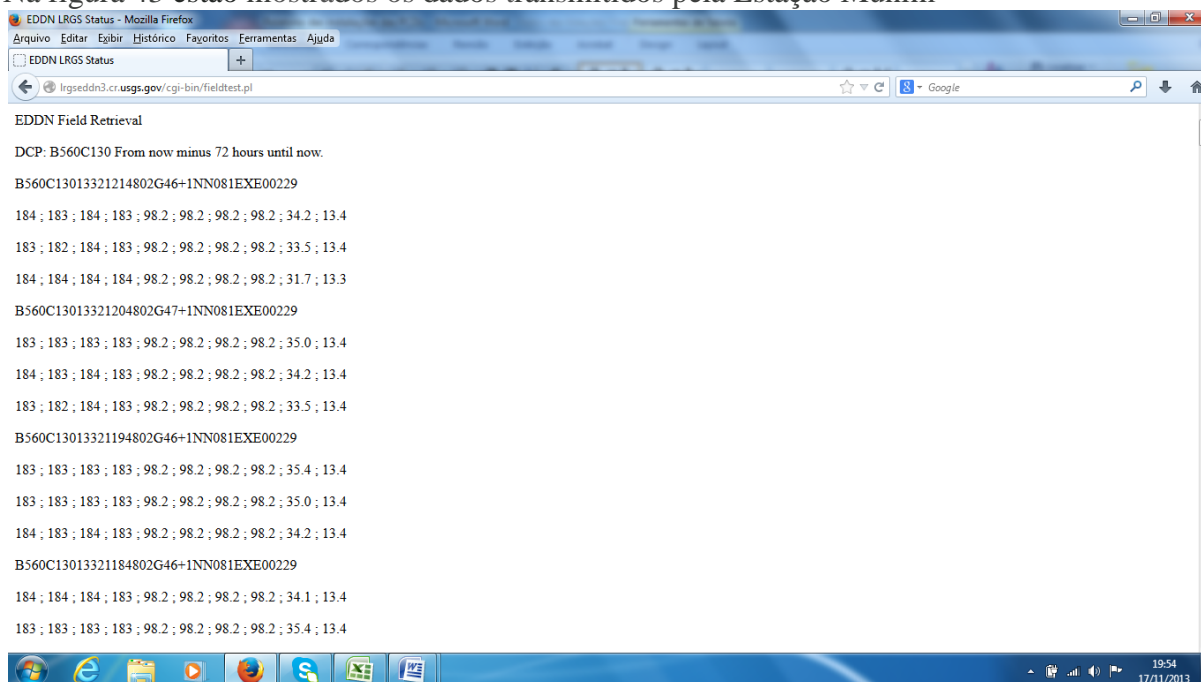 Na figura 43 estão mostrados os dados transmitidos pela Estação Munim
EDDN LRGS Status - Mozilla Firefox
Arquivo Editar Exibir Histórico Favoritos Ferramentas Ajuda
EDDN LRGS Status +
lrgseddn3.cr.usgs.gov/cgi-bin/fieldtest.pl
Google
EDDN Field Retrieval
DCP: B560C130 From now minus 72 hours until now.
B560C13013321214802G46+1NN081EXE00229
184 ; 183 ; 184 ; 183 ; 98.2 ; 98.2 ; 98.2 ; 98.2 ; 34.2 ; 13.4
183 ; 182 ; 184 ; 183 ; 98.2 ; 98.2 ; 98.2 ; 98.2 ; 33.5 ; 13.4
184 ; 184 ; 184 ; 184 ; 98.2 ; 98.2 ; 98.2 ; 98.2 ; 31.7 ; 13.3
B560C13013321204802G47+1NN081EXE00229
183 ; 183 ; 183 ; 183 ; 98.2 ; 98.2 ; 98.2 ; 98.2 ; 35.0 ; 13.4
184 ; 183 ; 184 ; 183 ; 98.2 ; 98.2 ; 98.2 ; 98.2 ; 34.2 ; 13.4
183 ; 182 ; 184 ; 183 ; 98.2 ; 98.2 ; 98.2 ; 98.2 ; 33.5 ; 13.4
B560C13013321194802G46+1NN081EXE00229
183 ; 183 ; 183 ; 183 ; 98.2 ; 98.2 ; 98.2 ; 98.2 ; 35.4 ; 13.4
183 ; 183 ; 183 ; 183 ; 98.2 ; 98.2 ; 98.2 ; 98.2 ; 35.0 ; 13.4
184 ; 183 ; 184 ; 183 ; 98.2 ; 98.2 ; 98.2 ; 98.2 ; 34.2 ; 13.4
B560C13013321184802G46+1NN081EXE00229
184 ; 184 ; 184 ; 183 ; 98.2 ; 98.2 ; 98.2 ; 98.2 ; 34.1 ; 13.4
183 ; 183 ; 183 ; 183 ; 98.2 ; 98.2 ; 98.2 ; 98.2 ; 35.4 ; 13.4
19:54
17/11/2013